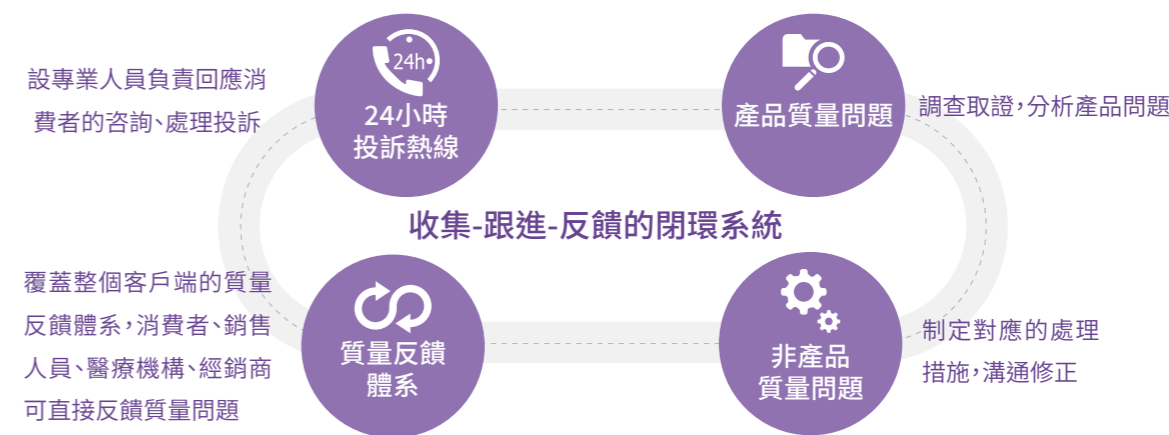 設專業人員負責回應消
費者的咨詢、處理投訴
24h
24小時
投訴熱線
產品質量問題
調查取證，分析產品問題
收集-跟進-反饋的閉環系統
覆蓋整個客戶端的質量
反饋體系，消費者、銷售
人員、醫療機構、經銷商
可直接反饋質量問題
質量反饋
體系
非產品
質量問題
制定對應的處理
措施，溝通修正